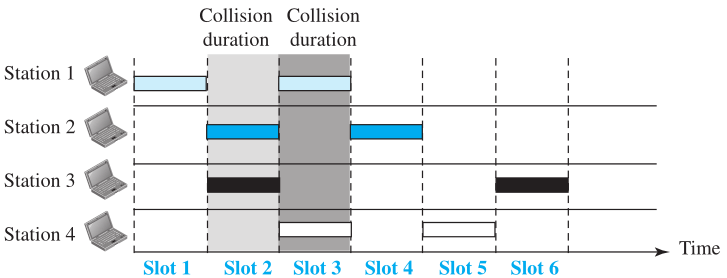 Collision Collision
duration duration
Station 1
Station 2
Station 3
Station 4
Time
Slot 1 Slot 2 Slot 3 Slot 4 Slot 5 Slot 6